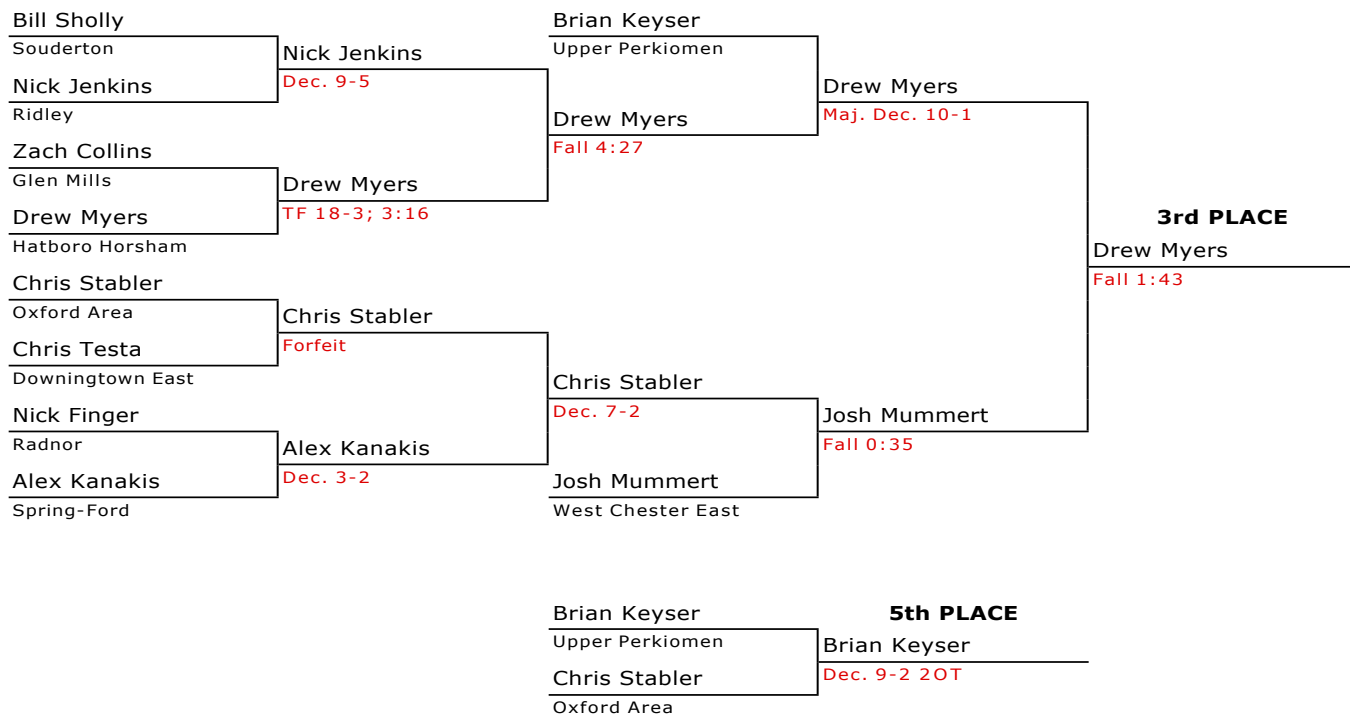 Bill Sholly
Souderton
Nick Jenkins
Ridley
Zach Collins
Glen Mills
Drew Myers
Hatboro Horsham
Chris Stabler
Oxford Area
Chris Testa
Downingtown East
Nick Finger
Radnor
Alex Kanakis
Spring-Ford
Nick Jenkins
Dec. 9-5
Drew Myers
TF 18-3; 3:16
Chris Stabler
Forfeit
Alex Kanakis
Dec. 3-2
Brian Keyser
Upper Perkiomen
Drew Myers
Fall 4:27
Chris Stabler
Dec. 7-2
Josh Mummert
West Chester East
Drew Myers
Maj. Dec. 10-1
Josh Mummert
Fall 0:35
3rd PLACE
Drew Myers
Fall 1:43
Brian Keyser
Upper Perkiomen
Chris Stabler
Oxford Area
5th PLACE
Brian Keyser
Dec. 9-2 2OT